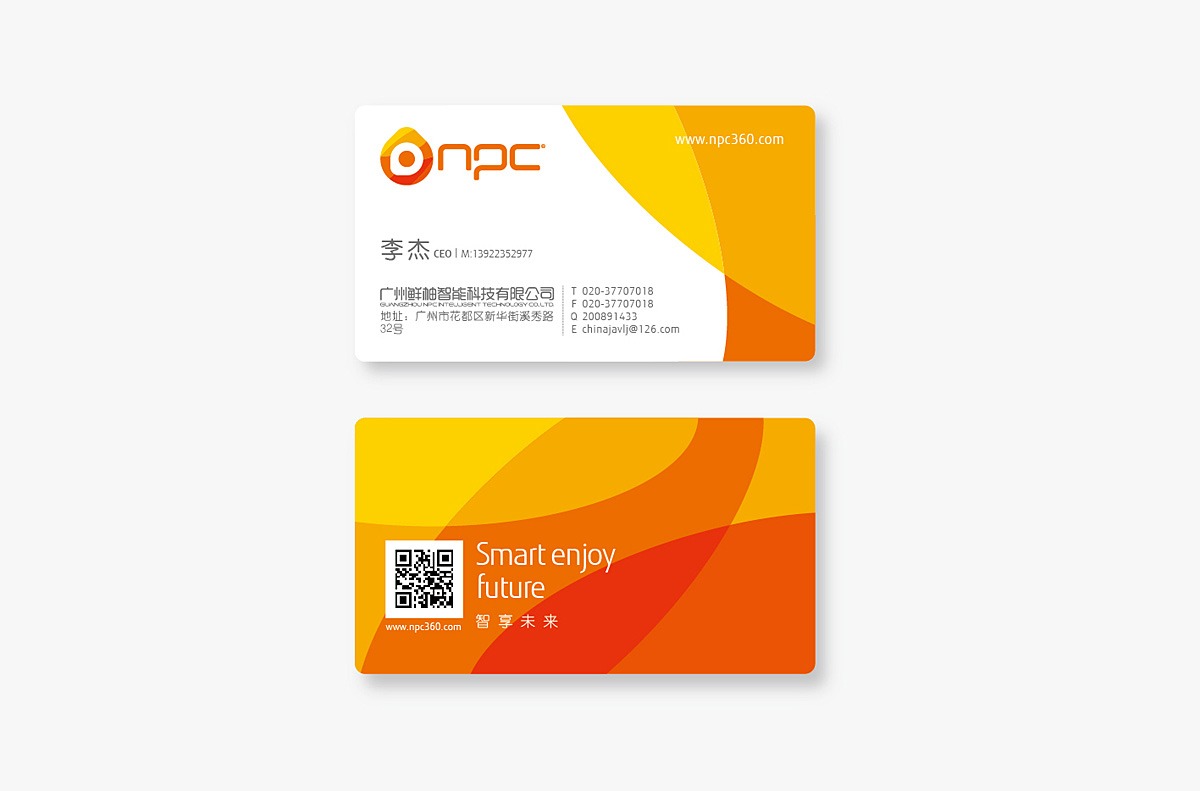 npc
www.npc360.com
李杰 CEO | M:13922352977
广州鲜柚智能科技有限公司
GUANGZHOU NPC INTELLIGENT TECHNOLOGY CO.,LTD.
地址：广州市花都区新华街溪秀路
32号
T 020-37707018
F 020-37707018
Q 200891433
E chinajavlj@126.com
Smart enjoy
future
智享未来
www.npc360.com